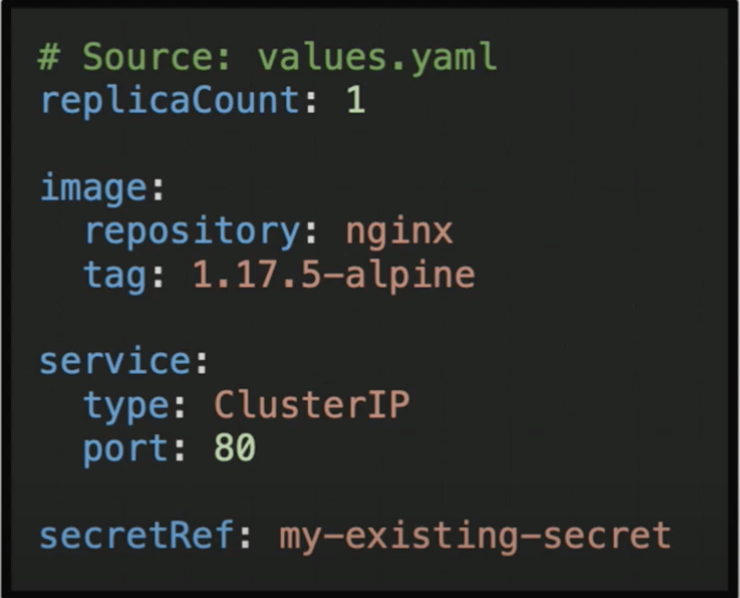 # Source: values.yaml
replicaCount: 1
image:
  repository: nginx
  tag: 1.17.5-alpine
service:
  type: ClusterIP
  port: 80
secretRef: my-existing-secret